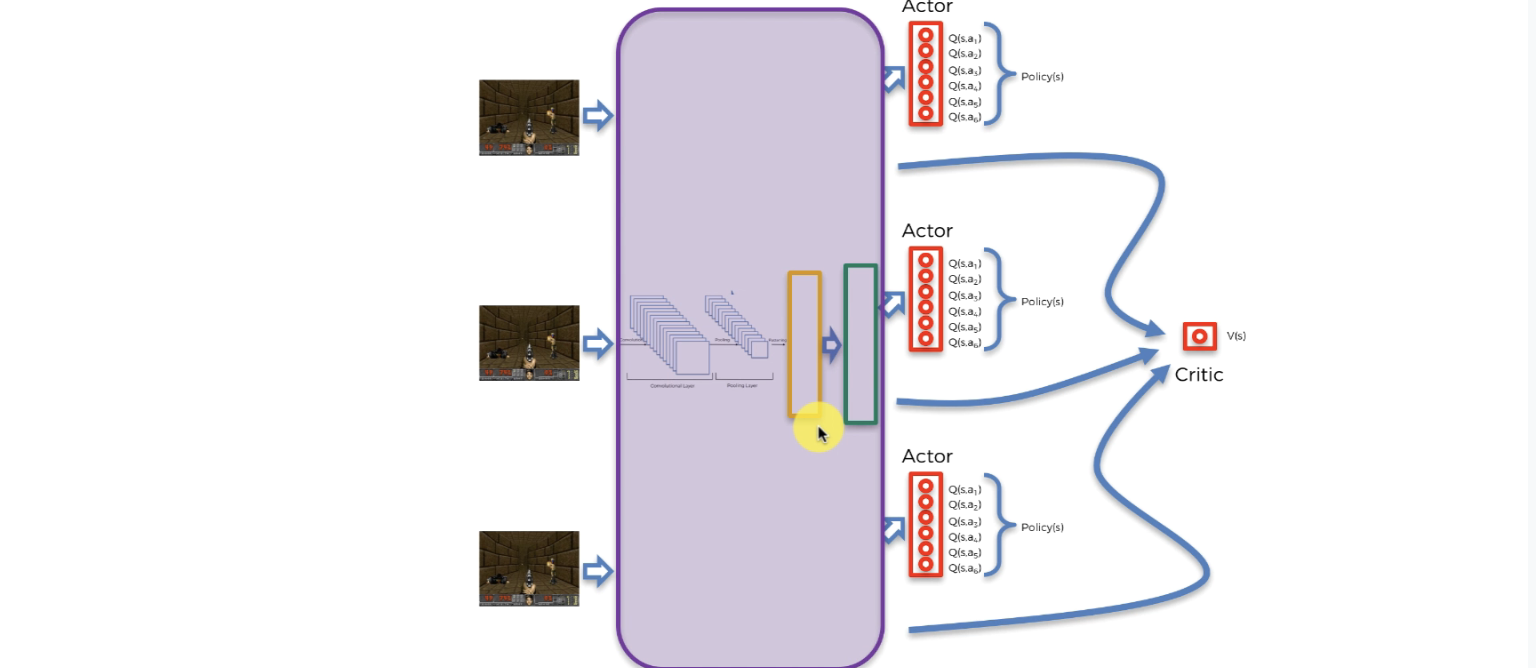 Actor
Q(s,a₁)
Q(s,a₂)
Q(s,a₃)
Q(s,a₄)
Q(s,a₅)
Q(s,a₆)
Policy(s)
Actor
Q(s,a₁)
Q(s,a₂)
Q(s,a₃)
Q(s,a₄)
Q(s,a₅)
Q(s,a₆)
Policy(s)
Convolutional Layer
Pooling Layer
Pooling
V(s)
Critic
Actor
Q(s,a₁)
Q(s,a₂)
Q(s,a₃)
Q(s,a₄)
Q(s,a₅)
Q(s,a₆)
Policy(s)